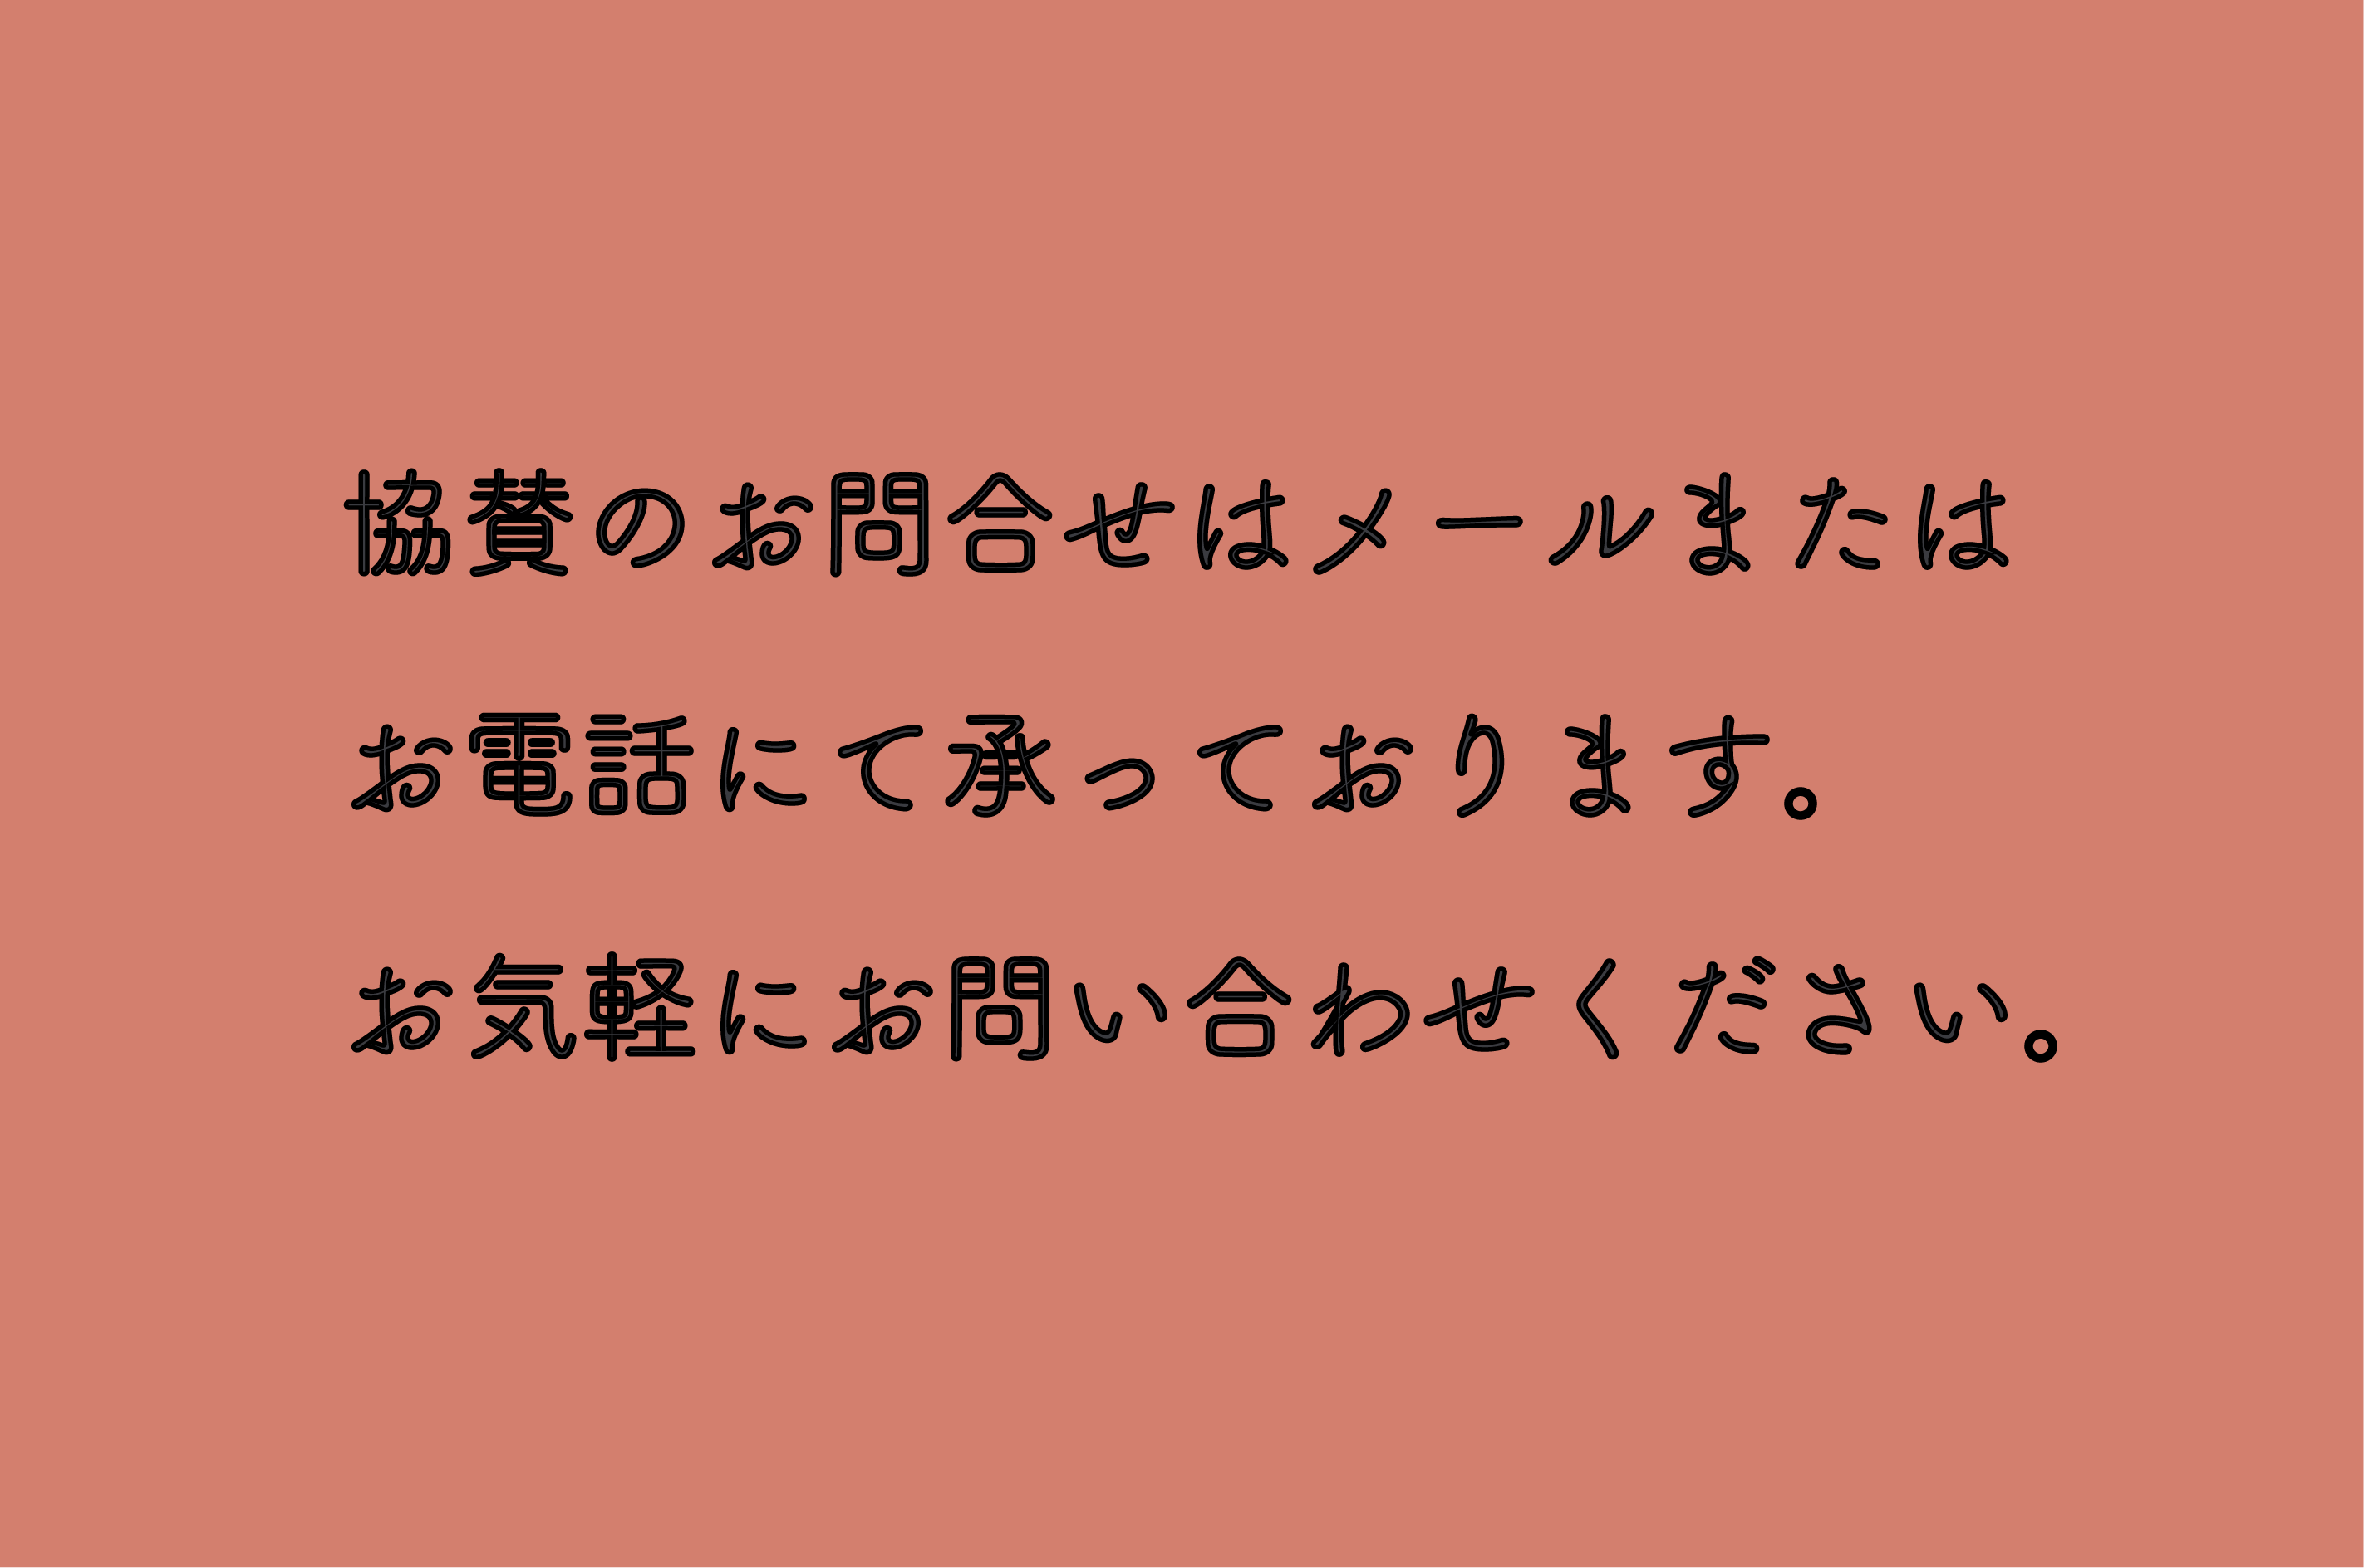 協賛のお問合せはメールまたは
お電話にて承っております。
お気軽にお問い合わせください。